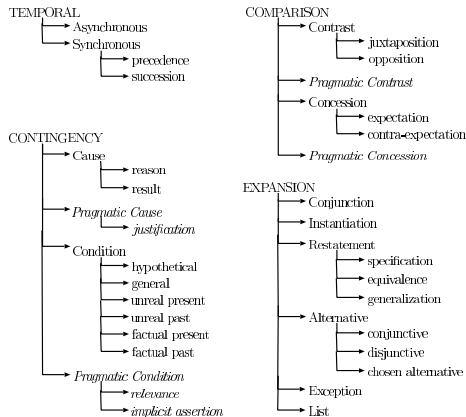 TEMPORAL
Asynchronous
Synchronous
precedence
succession
CONTINGENCY
Cause
reason
result
Pragmatic Cause
justification
Condition
hypothetical
general
unreal present
unreal past
factual present
factual past
Pragmatic Condition
relevance
implicit assertion
COMPARISON
Contrast
juxtaposition
opposition
Pragmatic Contrast
Concession
expectation
contra-expectation
Pragmatic Concession
EXPANSION
Conjunction
Instantiation
Restatement
specification
equivalence
generalization
Alternative
conjunctive
disjunctive
chosen alternative
Exception
List